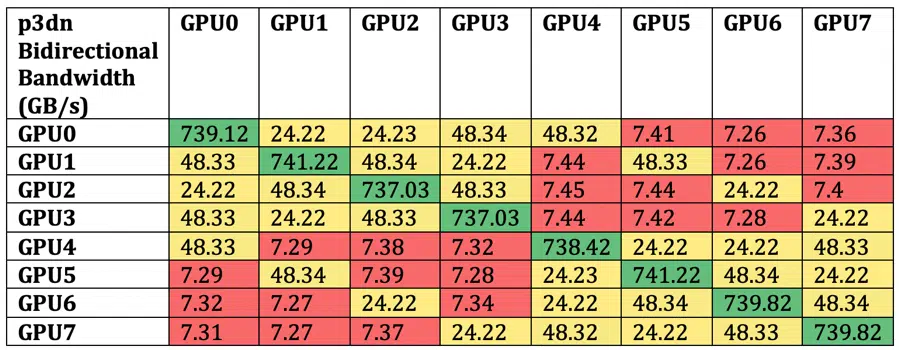 p3dn Bidirectional Bandwidth (GB/s) GPU0 GPU1 GPU2 GPU3 GPU4 GPU5 GPU6 GPU7
GPU0 739.12 24.22 24.23 48.34 48.32 7.41 7.26 7.36
GPU1 48.33 741.22 48.34 24.22 7.44 48.33 7.26 7.39
GPU2 24.22 48.34 737.03 48.33 7.45 7.44 24.22 7.4
GPU3 48.33 24.22 48.33 737.03 7.44 7.42 7.28 24.22
GPU4 48.33 7.29 7.38 7.32 738.42 24.22 24.22 48.33
GPU5 7.29 48.34 7.39 7.28 24.23 741.22 48.34 24.22
GPU6 7.32 7.27 24.22 7.34 24.22 48.34 739.82 48.34
GPU7 7.31 7.27 7.37 24.22 48.32 24.22 48.33 739.82